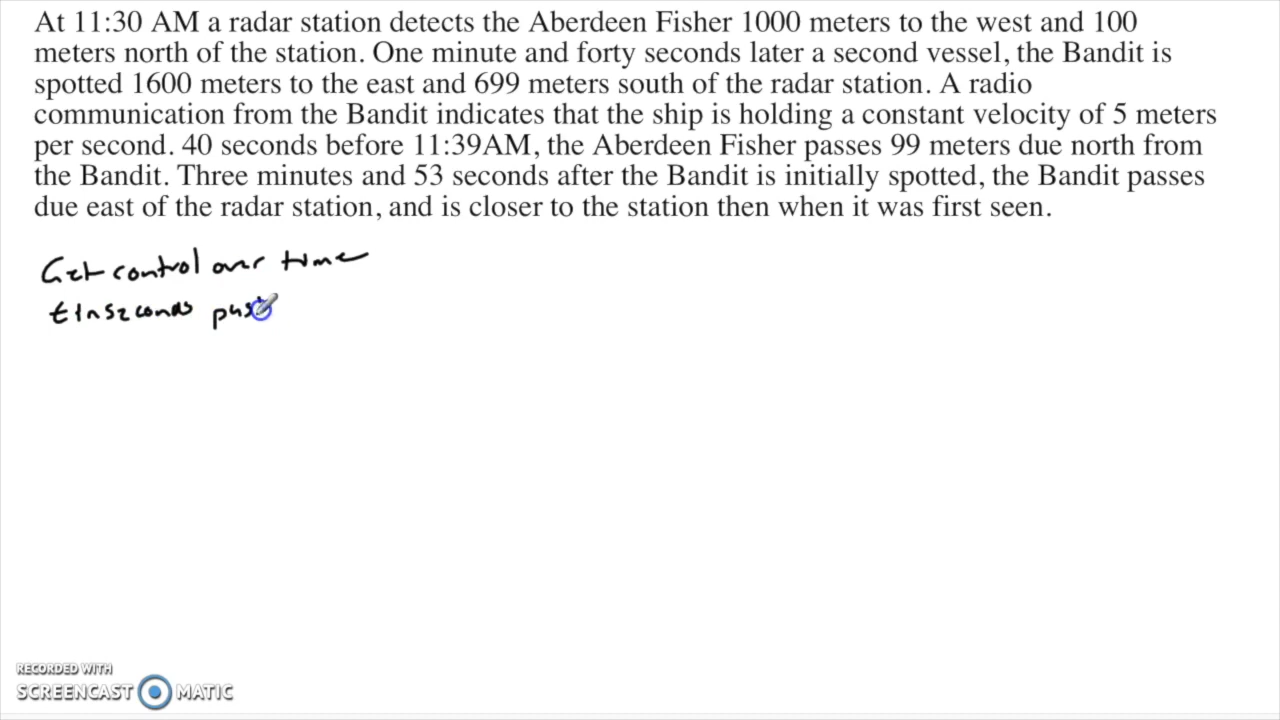 At 11:30 AM a radar station detects the Aberdeen Fisher 1000 meters to the west and 100
meters north of the station. One minute and forty seconds later a second vessel, the Bandit is
spotted 1600 meters to the east and 699 meters south of the radar station. A radio
communication from the Bandit indicates that the ship is holding a constant velocity of 5 meters
per second. 40 seconds before 11:39AM, the Aberdeen Fisher passes 99 meters due north from
the Bandit. Three minutes and 53 seconds after the Bandit is initially spotted, the Bandit passes
due east of the radar station, and is closer to the station then when it was first seen.
Get control over time
t in seconds past
RECORDED WITH
SCREENCAST MATIC